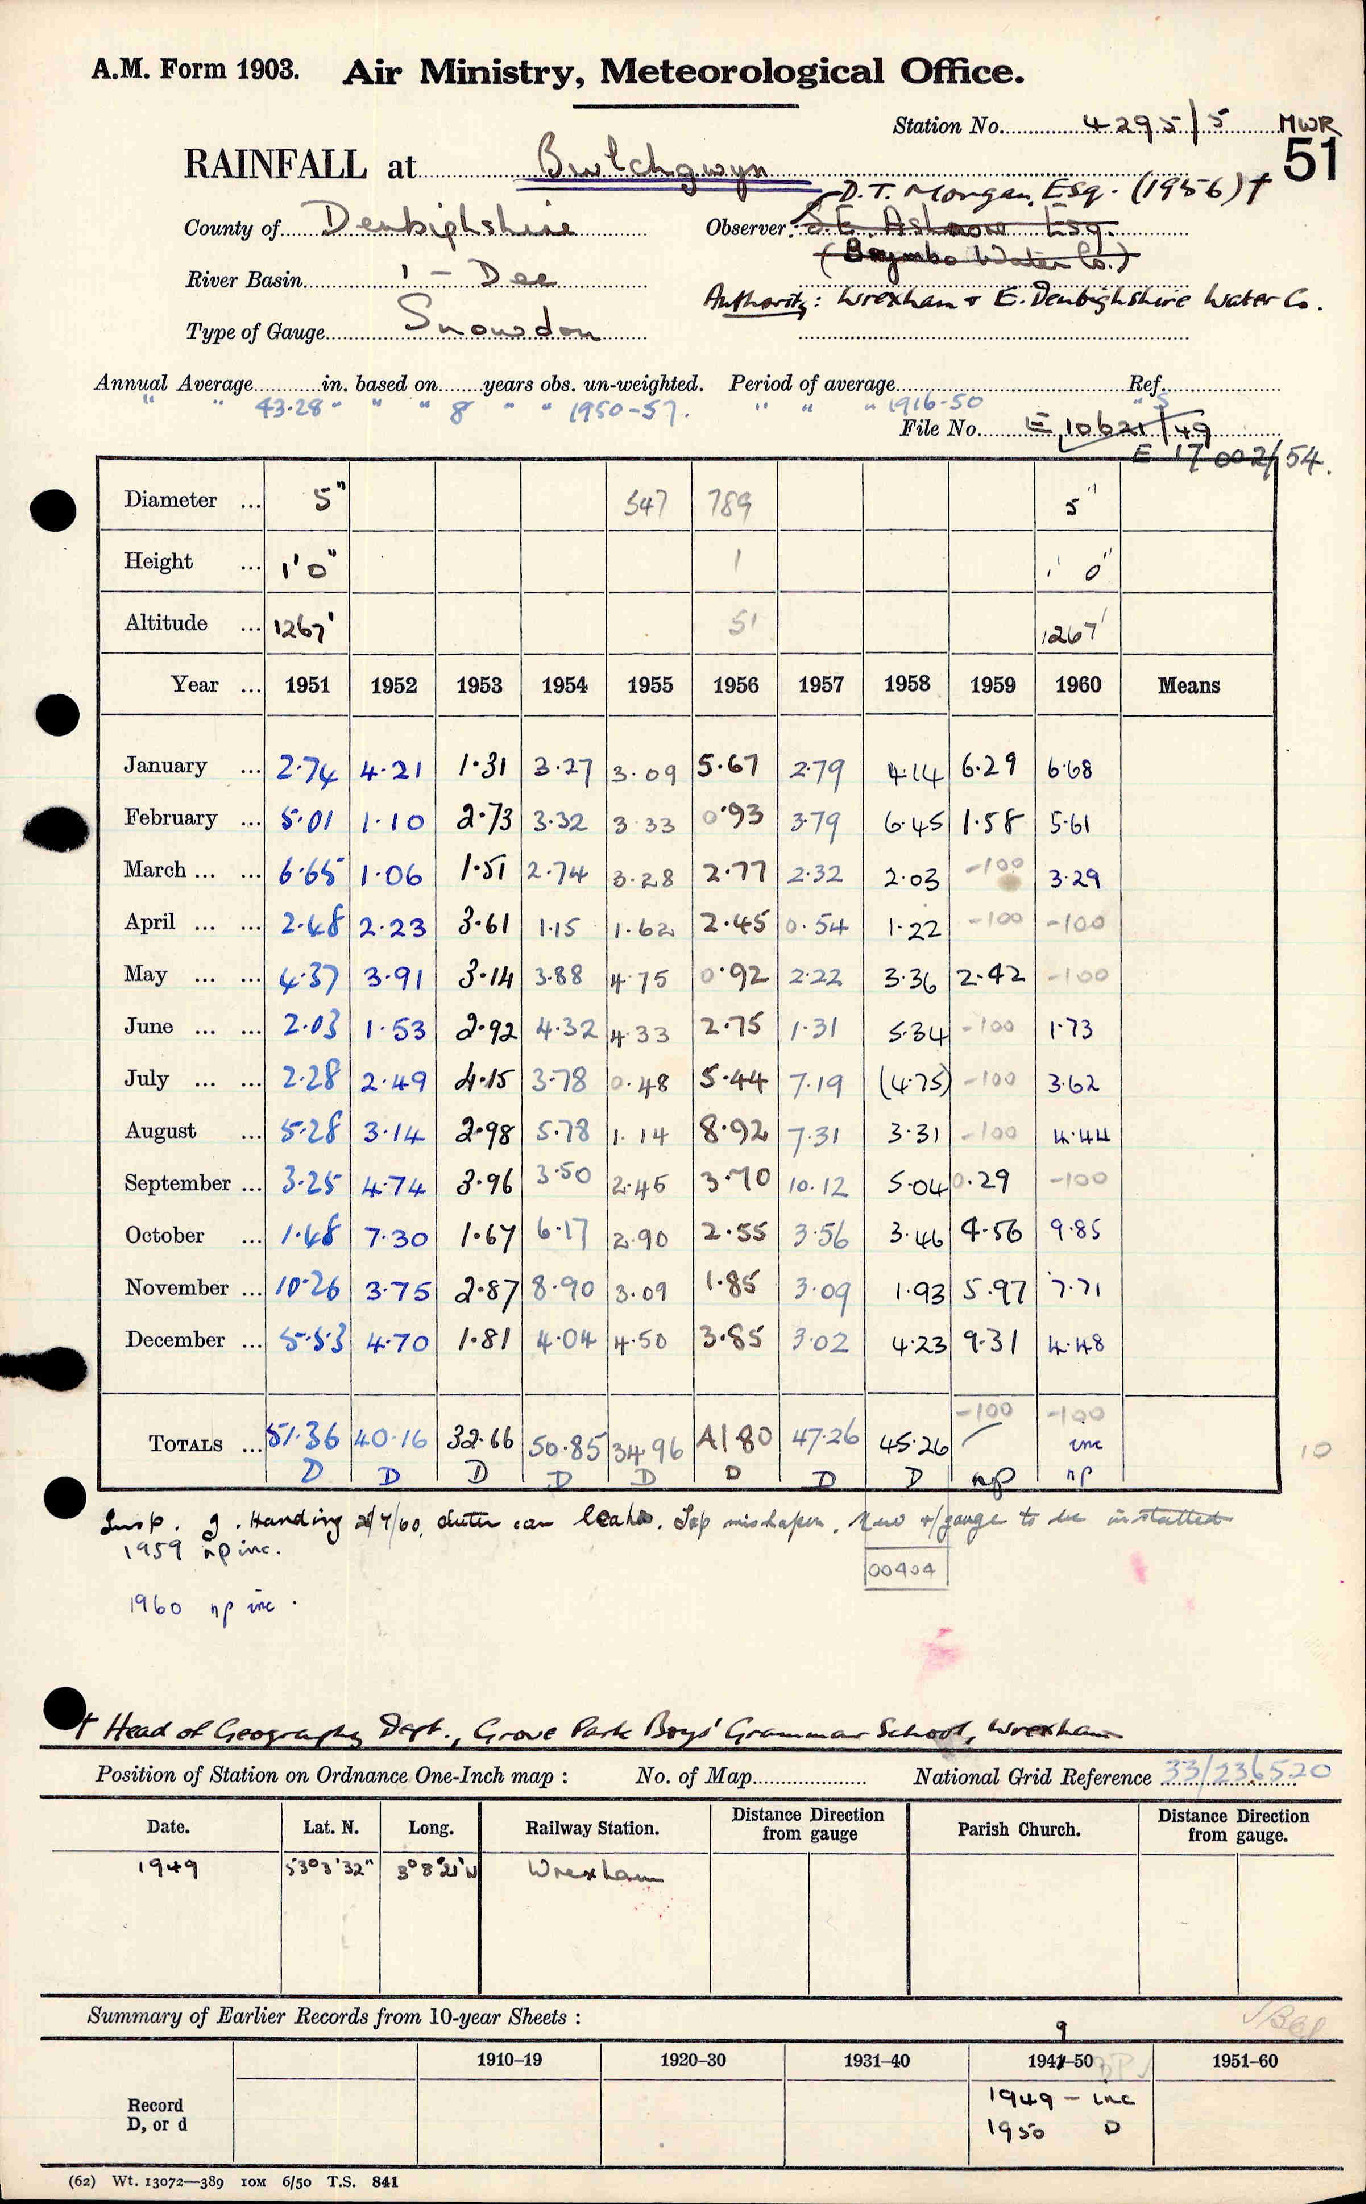 A.M. Form 1903. Air Ministry, Meteorological Office.
Station No. 4295/5 MWR
51
RAINFALL at Bwlchgwyn
D.T. Morgan, Esq. (1956) †
County of Denbighshire Observer: S.E. Ashmore Esq.
(Brymbo Water Co.)
River Basin 1 - Dee
Authority: Wrexham & E. Denbighshire Water Co.
Type of Gauge Snowdon
Annual Average in. based on years obs. un-weighted. Period of average Ref.
" " 43.28 " " " 8 " " 1950-57. " " " 1916-50 " S
File No. E 10621/49
E 17002/54.
Diameter ... 5" 347 789 5"
Height ... 1'0" 1 1' 0"
Altitude ... 1267' 51 1267'
Year ... 1951 1952 1953 1954 1955 1956 1957 1958 1959 1960 Means
January ... 2.74 4.21 1.31 3.27 3.09 5.67 2.79 4.14 6.29 6.68
February ... 5.01 1.10 2.73 3.32 3.33 0.93 3.79 6.45 1.58 5.61
March ... ... 6.65 1.06 1.51 2.74 3.28 2.77 2.32 2.03 -100 3.29
April ... ... 2.48 2.23 3.61 1.15 1.62 2.45 0.54 1.22 -100 -100
May ... ... 4.37 3.91 3.14 3.88 4.75 0.92 2.22 3.36 2.42 -100
June ... ... 2.03 1.53 2.92 4.32 4.33 2.75 1.31 5.34 -100 1.73
July ... ... 2.28 2.49 4.15 3.78 0.48 5.44 7.19 (4.75) -100 3.62
August ... 5.28 3.14 2.98 5.78 1.14 8.92 7.31 3.31 -100 4.44
September ... 3.25 4.74 3.96 3.50 2.45 3.70 10.12 5.04 0.29 -100
October ... 1.48 7.30 1.67 6.17 2.90 2.55 3.56 3.46 4.56 9.85
November ... 10.26 3.75 2.87 8.90 3.09 1.85 3.09 1.93 5.97 7.71
December ... 5.53 4.70 1.81 4.04 4.50 3.85 3.02 4.23 9.31 4.48
-100 -100
TOTALS ... 51.36 40.16 32.66 50.85 34.96 41.80 47.26 45.26 / inc
D D D D D D D D np np
10
Insp. J. Harding 4/60, outer can leaks. Top mishapen. New gauge to be installed
1959 np inc.
00404
1960 np inc.
† Head of Geography Dept., Grove Park Boys' Grammar School, Wrexham
Position of Station on Ordnance One-Inch map : No. of Map National Grid Reference 33/236520
Date. Lat. N. Long. Railway Station. Distance Direction from gauge Parish Church. Distance Direction from gauge.
1949 53°3'32" 3°8'21"W Wrexham
Summary of Earlier Records from 10-year Sheets :
9
1910-19 1920-30 1931-40 1941-50 1951-60
Record
D, or d
1949 - inc
1950 D
(62) Wt. 13072—389 10M 6/50 T.S. 841